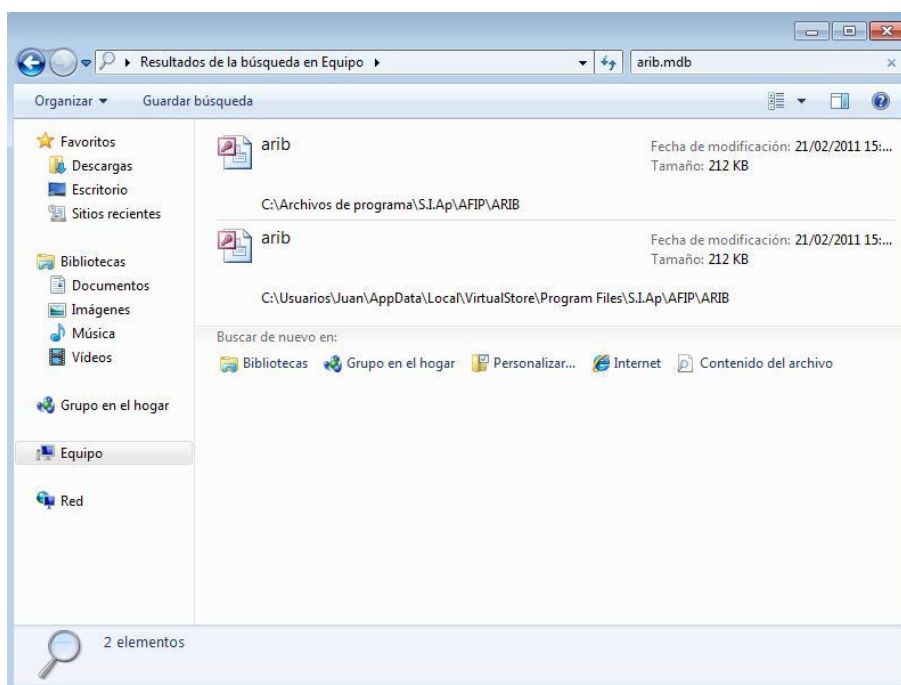 Resultados de la búsqueda en Equipo
arib.mdb
Organizar
Guardar búsqueda
Favoritos
Descargas
Escritorio
Sitios recientes
Bibliotecas
Documentos
Imágenes
Música
Vídeos
Grupo en el hogar
Equipo
Red
arib
Fecha de modificación: 21/02/2011 15:...
Tamaño: 212 KB
C:\Archivos de programa\S.I.Ap\AFIP\ARIB
arib
Fecha de modificación: 21/02/2011 15:...
Tamaño: 212 KB
C:\Usuarios\Juan\AppData\Local\VirtualStore\Program Files\S.I.Ap\AFIP\ARIB
Buscar de nuevo en:
Bibliotecas Grupo en el hogar Personalizar... Internet Contenido del archivo
2 elementos